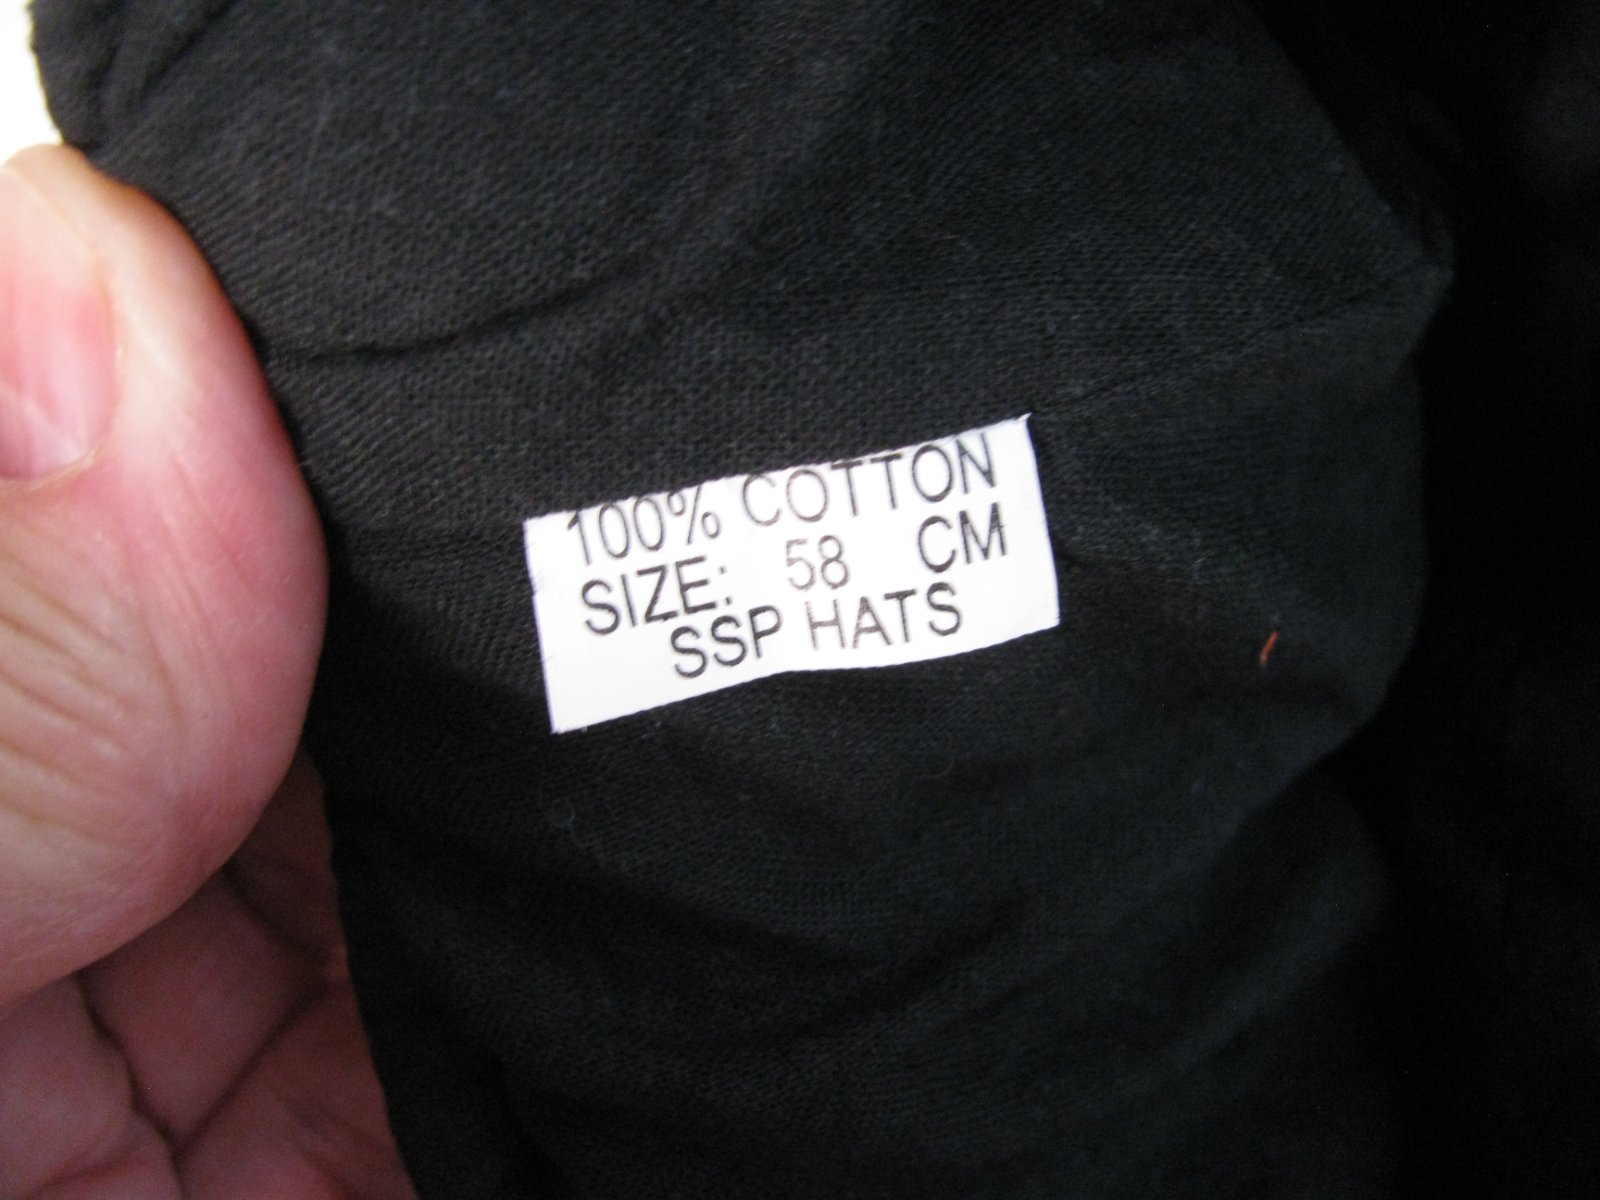 100% COTTON
SIZE: 58 CM
SSP HATS